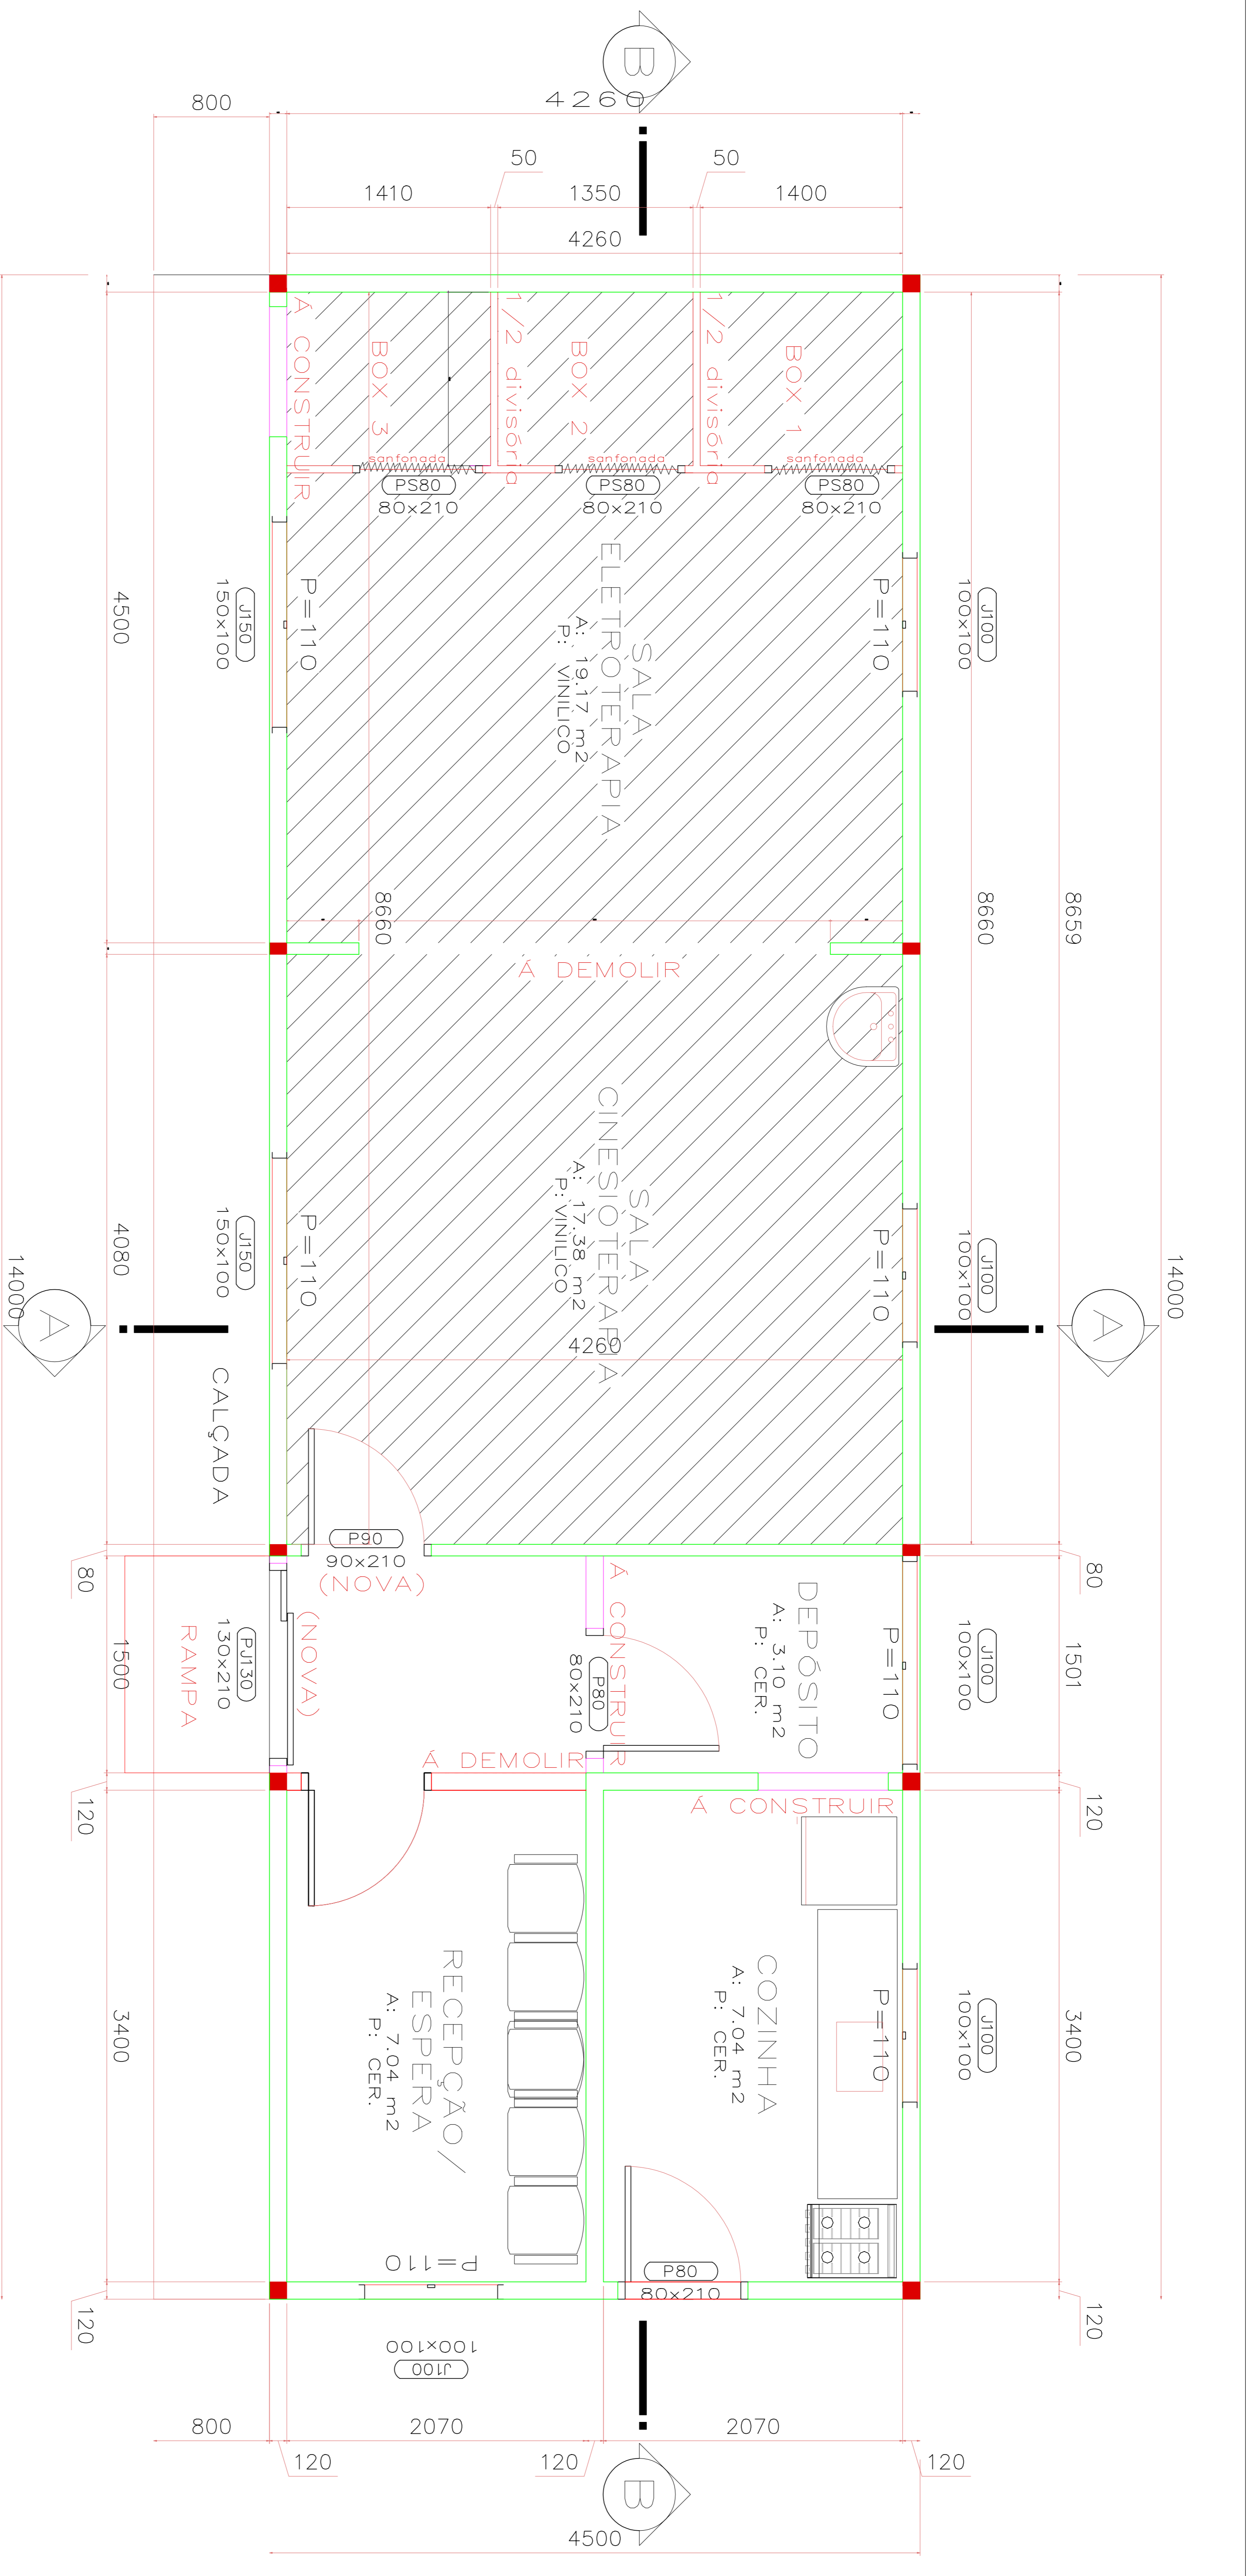 B
4260
800
50
50
1410
1350
1400
4260
Á CONSTRUIR
BOX 3
1/2 divisória
BOX 2
1/2 divisória
BOX 1
sanfonada
sanfonada
sanfonada
PS80
80x210
PS80
80x210
PS80
80x210
J150
150x100
P=110
SALA
ELETROTERAPIA
A: 19.17 m2
P: VINILICO
P=110
J100
100x100
4500
8660
8660
8659
Á DEMOLIR
SALA
CINESIOTERAPIA
A: 17.38 m2
P: VINILICO
J150
150x100
P=110
P=110
J100
100x100
4080
14000
14000
A
A
4260
CALÇADA
P90
90x210
(NOVA)
80
80
1500
RAMPA
PJ130
130x210
(NOVA)
Á CONSTRUIR
P80
80x210
DEPÓSITO
A: 3.10 m2
P: CER.
P=110
J100
100x100
1501
Á DEMOLIR
Á CONSTRUIR
120
120
RECEPÇÃO/
ESPERA
A: 7.04 m2
P: CER.
COZINHA
A: 7.04 m2
P: CER.
P=110
J100
100x100
3400
3400
P=110
J100
100x100
P80
80x210
120
120
800
2070
2070
120
120
120
B
4500